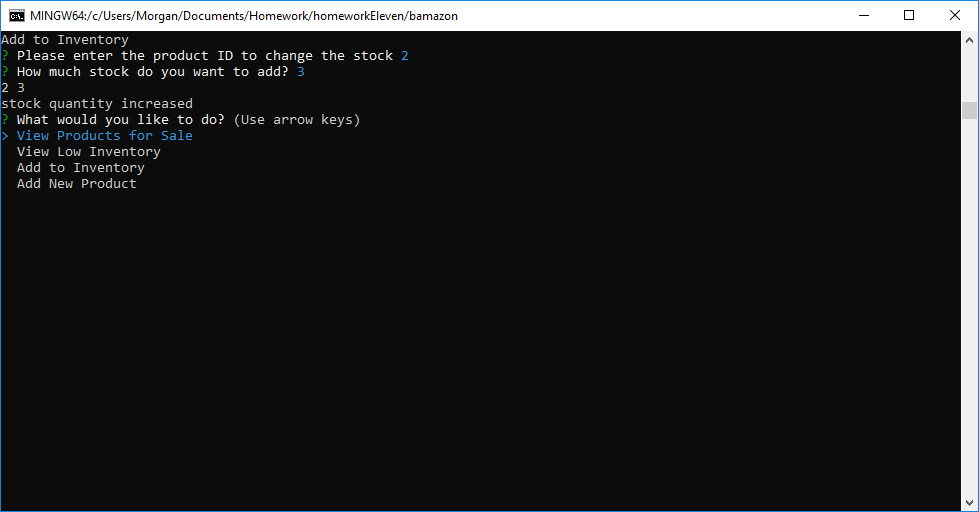 MINGW64:/c/Users/Morgan/Documents/Homework/homeworkEleven/bamazon
Add to Inventory
? Please enter the product ID to change the stock 2
? How much stock do you want to add? 3
2 3
stock quantity increased
? What would you like to do? (Use arrow keys)
> View Products for Sale
  View Low Inventory
  Add to Inventory
  Add New Product